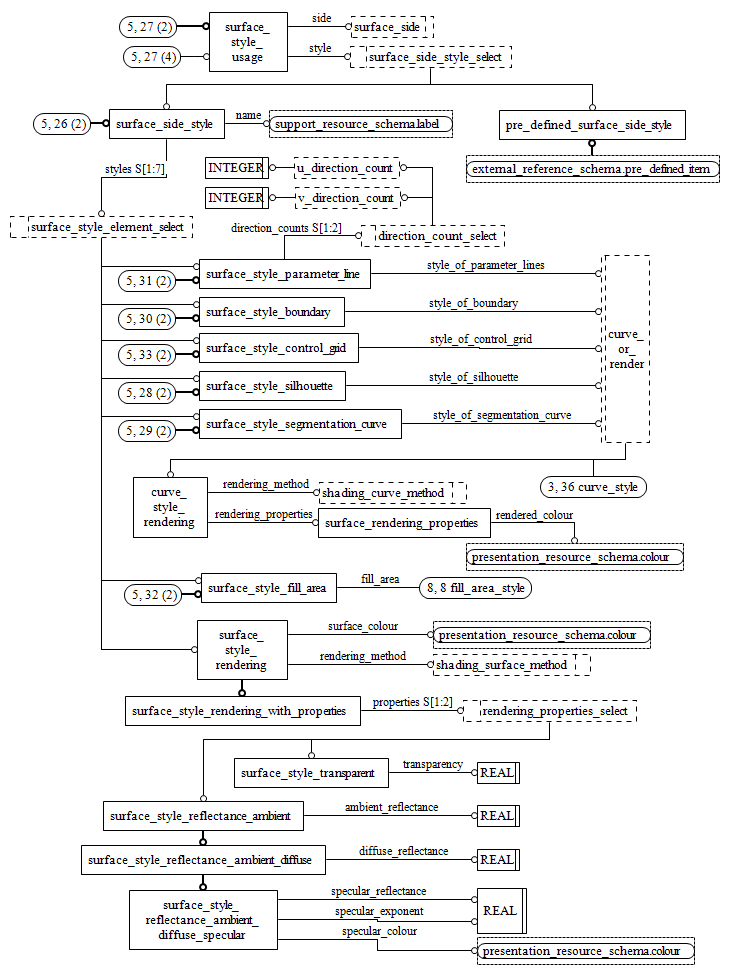 5, 27 (2)
5, 27 (4)
surface_
style_
usage
side
surface_side
style
surface_side_style_select
5, 26 (2)
surface_side_style
name
support_resource_schema.label
pre_defined_surface_side_style
external_reference_schema.pre_defined_item
styles S[1:7]
INTEGER
u_direction_count
INTEGER
v_direction_count
surface_style_element_select
direction_counts S[1:2]
direction_count_select
5, 31 (2)
surface_style_parameter_line
style_of_parameter_lines
5, 30 (2)
surface_style_boundary
style_of_boundary
5, 33 (2)
surface_style_control_grid
style_of_control_grid
5, 28 (2)
surface_style_silhouette
style_of_silhouette
5, 29 (2)
surface_style_segmentation_curve
style_of_segmentation_curve
curve_
or_
render
curve_
style_
rendering
rendering_method
shading_curve_method
3, 36 curve_style
rendering_properties
surface_rendering_properties
rendered_colour
presentation_resource_schema.colour
5, 32 (2)
surface_style_fill_area
fill_area
8, 8 fill_area_style
surface_
style_
rendering
surface_colour
presentation_resource_schema.colour
rendering_method
shading_surface_method
surface_style_rendering_with_properties
properties S[1:2]
rendering_properties_select
surface_style_transparent
transparency
REAL
surface_style_reflectance_ambient
ambient_reflectance
REAL
surface_style_reflectance_ambient_diffuse
diffuse_reflectance
REAL
surface_style_
reflectance_ambient_
diffuse_specular
specular_reflectance
specular_exponent
REAL
specular_colour
presentation_resource_schema.colour